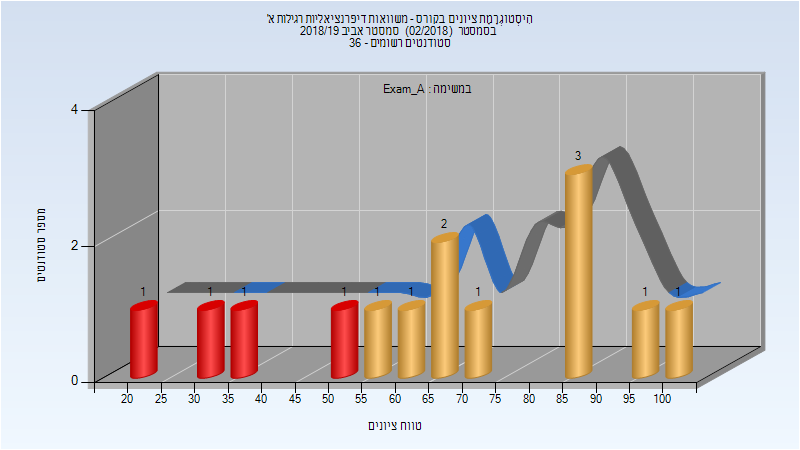 היסטוגרמת ציונים בקורס - משוואות דיפרנציאליות רגילות א'
בסמסטר (02/2018) סמסטר אביב 2018/19
סטודנטים רשומים - 36
במשימה : Exam_A
מספר סטודנטים
4
2
0
1 1 1 1 1 1 2 1 3 1 1
20 25 30 35 40 45 50 55 60 65 70 75 80 85 90 95 100
טווח ציונים